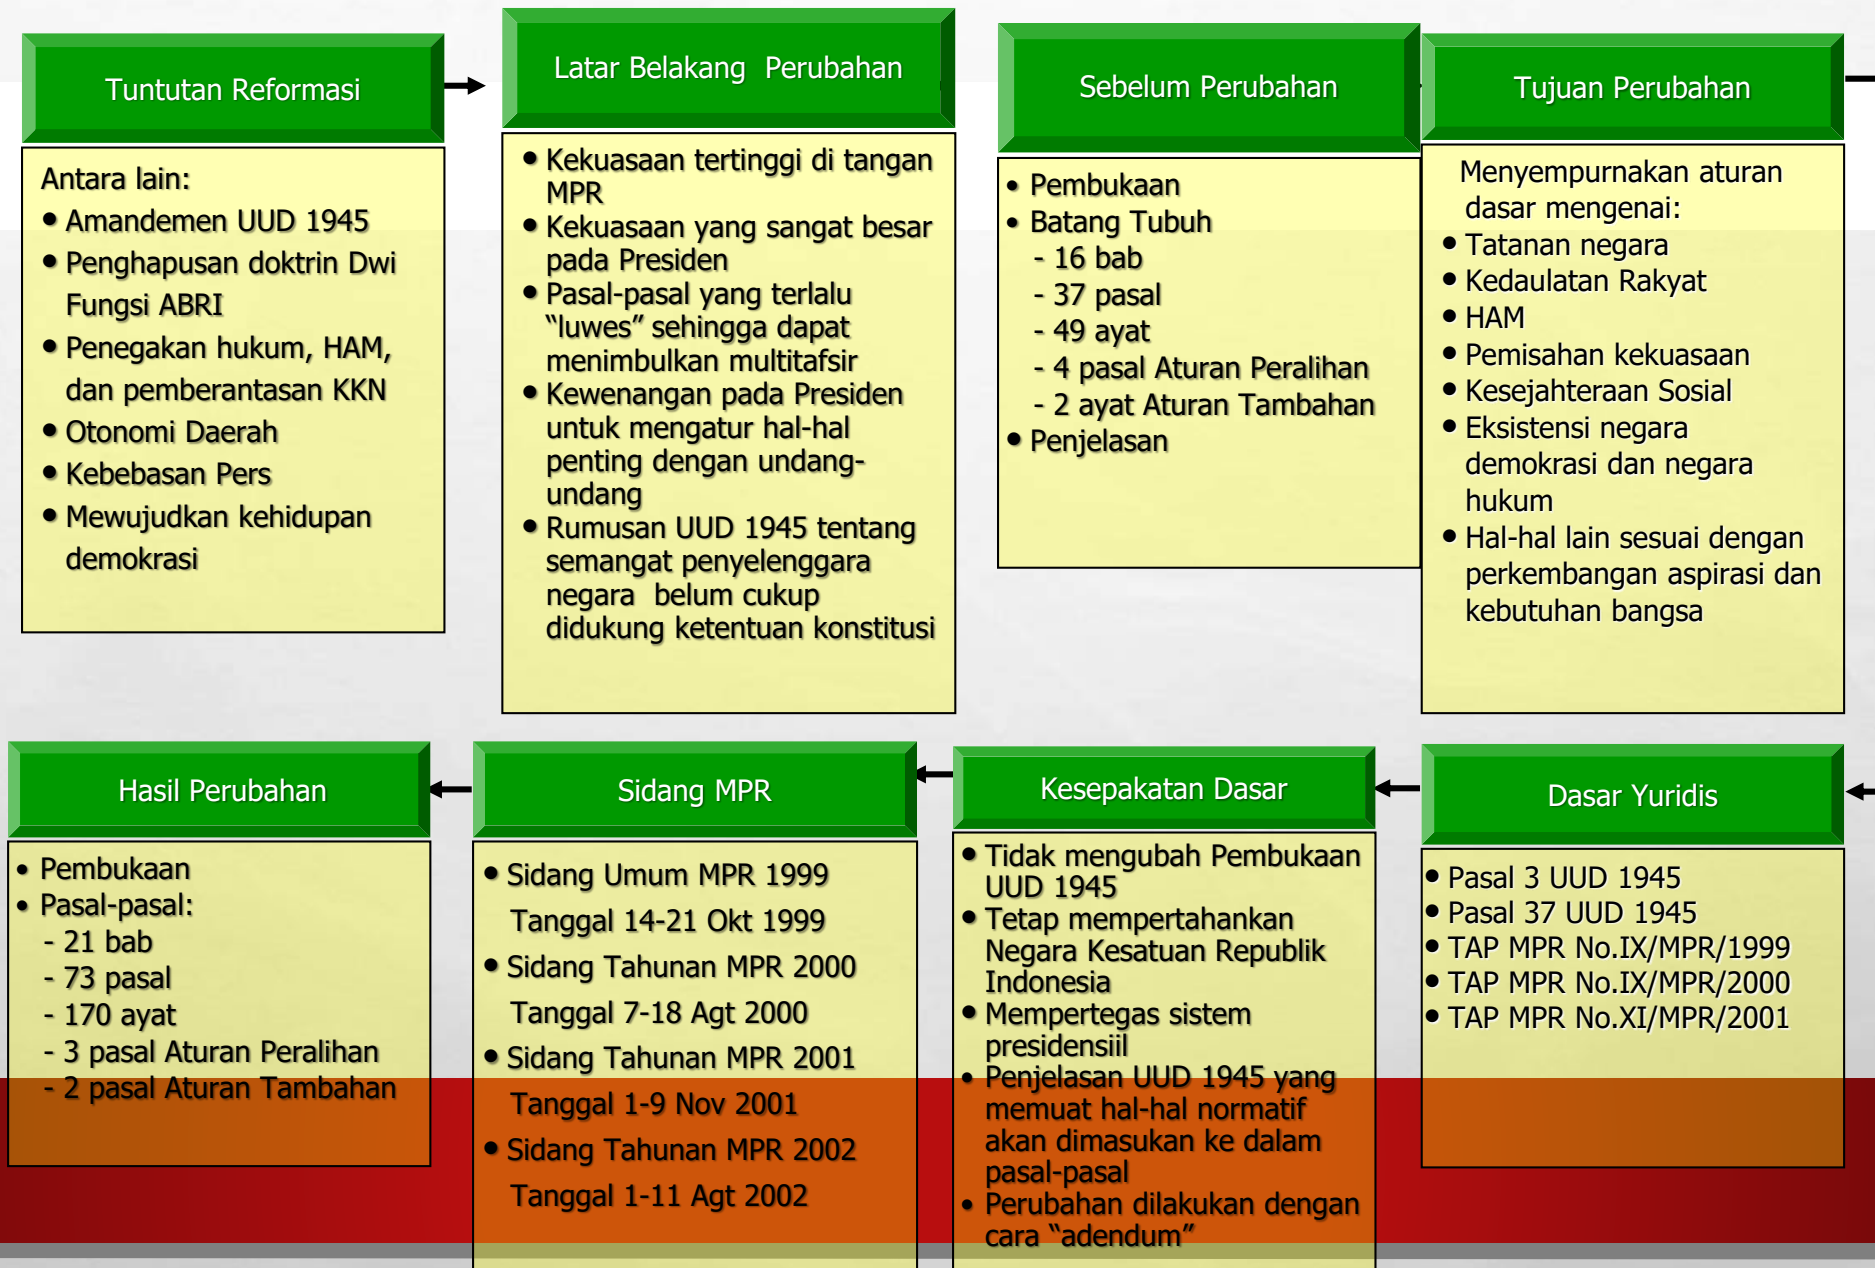 Tuntutan Reformasi
Antara lain:
• Amandemen UUD 1945
• Penghapusan doktrin Dwi
Fungsi ABRI
• Penegakan hukum, HAM,
dan pemberantasan KKN
• Otonomi Daerah
• Kebebasan Pers
• Mewujudkan kehidupan
demokrasi
Latar Belakang Perubahan
• Kekuasaan tertinggi di tangan
MPR
• Kekuasaan yang sangat besar
pada Presiden
• Pasal-pasal yang terlalu
“luwes” sehingga dapat
menimbulkan multitafsir
• Kewenangan pada Presiden
untuk mengatur hal-hal
penting dengan undang-
undang
• Rumusan UUD 1945 tentang
semangat penyelenggara
negara belum cukup
didukung ketentuan konstitusi
Sebelum Perubahan
• Pembukaan
• Batang Tubuh
- 16 bab
- 37 pasal
- 49 ayat
- 4 pasal Aturan Peralihan
- 2 ayat Aturan Tambahan
• Penjelasan
Tujuan Perubahan
Menyempurnakan aturan
dasar mengenai:
• Tatanan negara
• Kedaulatan Rakyat
• HAM
• Pemisahan kekuasaan
• Kesejahteraan Sosial
• Eksistensi negara
demokrasi dan negara
hukum
• Hal-hal lain sesuai dengan
perkembangan aspirasi dan
kebutuhan bangsa
Hasil Perubahan
• Pembukaan
• Pasal-pasal:
- 21 bab
- 73 pasal
- 170 ayat
- 3 pasal Aturan Peralihan
- 2 pasal Aturan Tambahan
Sidang MPR
• Sidang Umum MPR 1999
Tanggal 14-21 Okt 1999
• Sidang Tahunan MPR 2000
Tanggal 7-18 Agt 2000
• Sidang Tahunan MPR 2001
Tanggal 1-9 Nov 2001
• Sidang Tahunan MPR 2002
Tanggal 1-11 Agt 2002
Kesepakatan Dasar
• Tidak mengubah Pembukaan
UUD 1945
• Tetap mempertahankan
Negara Kesatuan Republik
Indonesia
• Mempertegas sistem
presidensiil
• Penjelasan UUD 1945 yang
memuat hal-hal normatif
akan dimasukan ke dalam
pasal-pasal
• Perubahan dilakukan dengan
cara “adendum”
Dasar Yuridis
• Pasal 3 UUD 1945
• Pasal 37 UUD 1945
• TAP MPR No.IX/MPR/1999
• TAP MPR No.IX/MPR/2000
• TAP MPR No.XI/MPR/2001